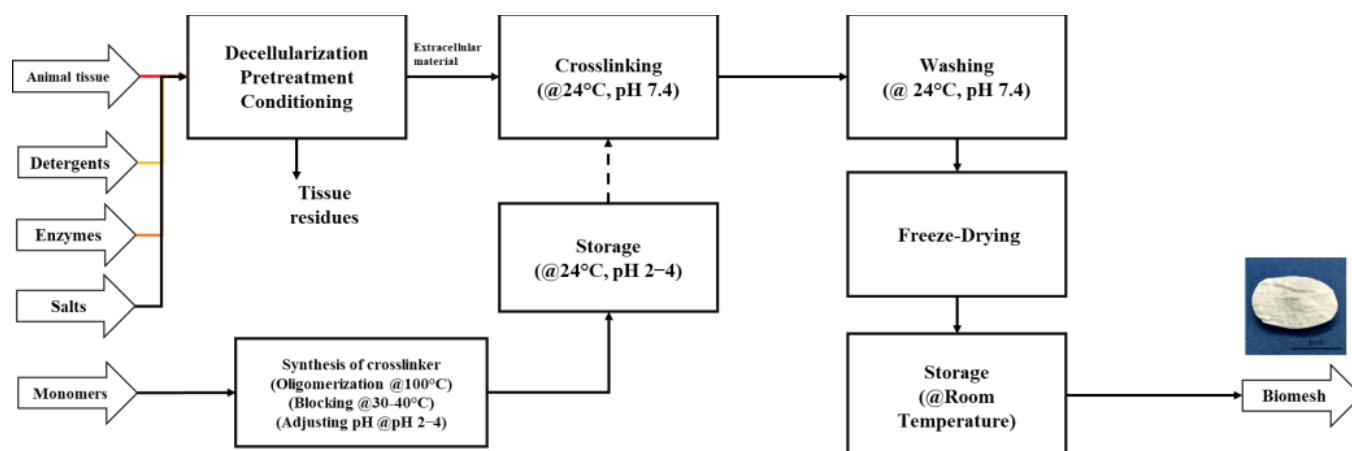 Animal tissue
Detergents
Enzymes
Salts
Monomers
Decellularization
Pretreatment
Conditioning
Tissue
residues
Extracellular
material
Crosslinking
(@24°C, pH 7.4)
Storage
(@24°C, pH 2−4)
Synthesis of crosslinker
(Oligomerization @100°C)
(Blocking @30-40°C)
(Adjusting pH @pH 2−4)
Washing
(@ 24°C, pH 7.4)
Freeze-Drying
Storage
(@Room
Temperature)
1cm
Biomesh